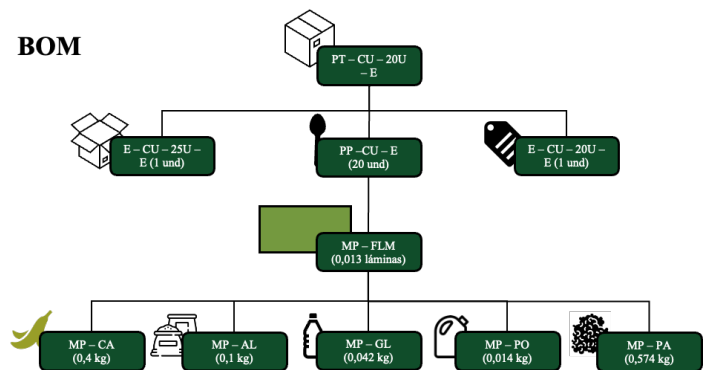 BOM
PT – CU – 20U
– E
E – CU – 25U –
E (1 und)
PP –CU – E
(20 und)
E – CU – 20U –
E (1 und)
MP – FLM
(0,013 láminas)
MP – CA
(0,4 kg)
MP – AL
(0,1 kg)
MP – GL
(0,042 kg)
MP – PO
(0,014 kg)
MP – PA
(0,574 kg)